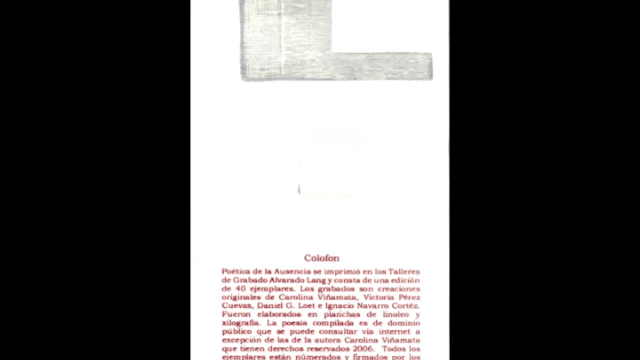 Colofon
Poética de la Ausencia se imprimió en los Talleres
de Grabado Alvarado Lang y consta de una edición
de 40 ejemplares. Los grabados son creaciones
originales de Carolina Viñamata, Victoria Pérez
Cuevas, Daniel G. Loet e Ignacio Navarro Cortéz.
Fueron elaborados en planchas de linoleo y
xilografía. La poesía compilada es de dominio
público que se puede consultar vía internet a
excepción de las de la autora Carolina Viñamata
que tienen derechos reservados 2006. Todos los
ejemplares están númerados y firmados por los